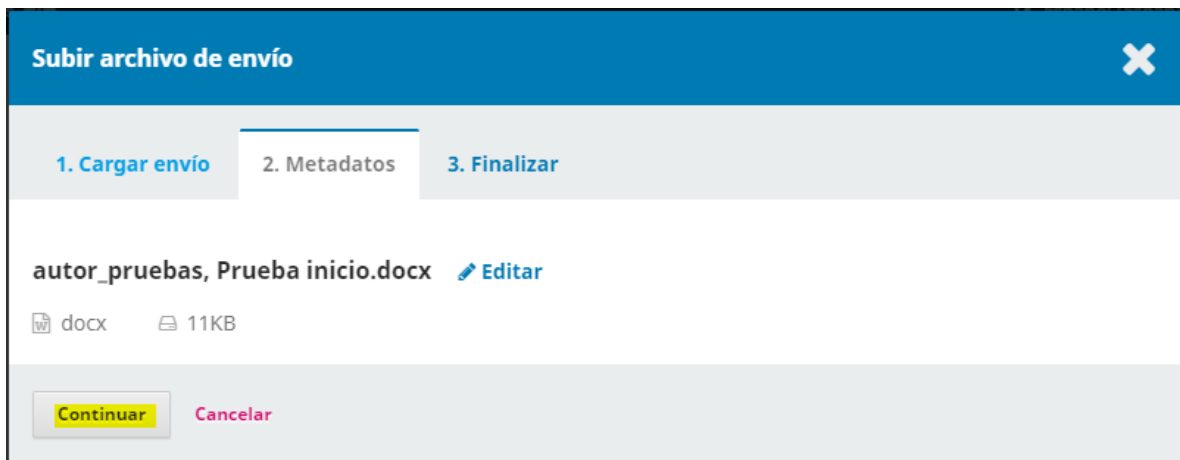 Subir archivo de envío
1. Cargar envío 2. Metadatos 3. Finalizar
autor_pruebas, Prueba inicio.docx Editar
docx 11KB
Continuar Cancelar